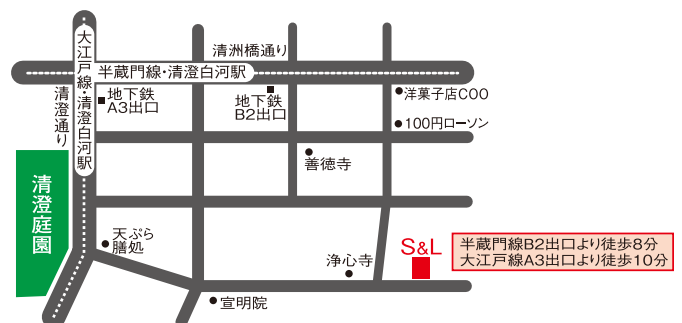 清洲橋通り
大江戸線・清澄白河駅
半蔵門線・清澄白河駅
清澄通り
地下鉄
A3出口
地下鉄
B2出口
洋菓子店COO
100円ローソン
善徳寺
清澄庭園
天ぷら
膳処
浄心寺
S&L
半蔵門線B2出口より徒歩8分
大江戸線A3出口より徒歩10分
宣明院